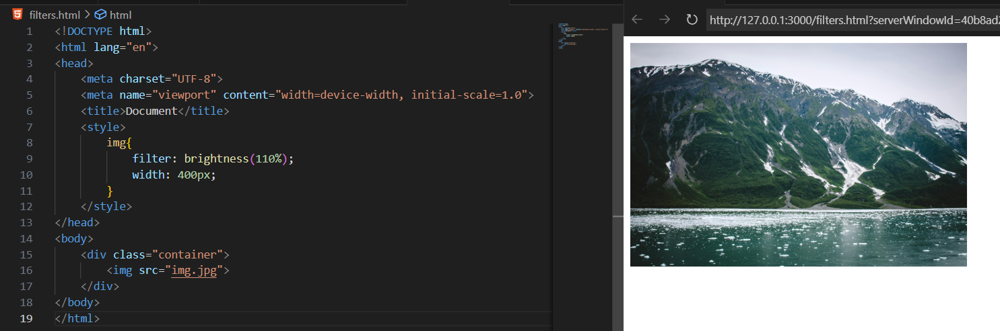 filters.html > html
1 <!DOCTYPE html>
2 <html lang="en">
3 <head>
4     <meta charset="UTF-8">
5     <meta name="viewport" content="width=device-width, initial-scale=1.0">
6     <title>Document</title>
7     <style>
8         img{
9             filter: brightness(110%);
10             width: 400px;
11         }
12     </style>
13 </head>
14 <body>
15     <div class="container">
16         <img src="img.jpg">
17     </div>
18 </body>
19 </html>
http://127.0.0.1:3000/filters.html?serverWindowId=40b8ad